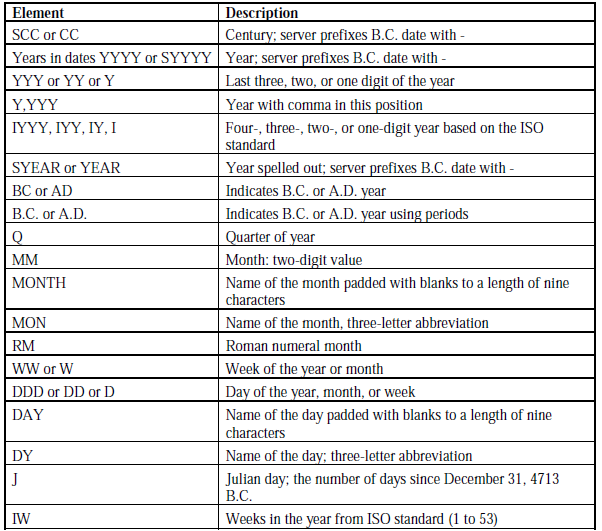 Element Description
SCC or CC Century; server prefixes B.C. date with -
Years in dates YYYY or SYYYY Year; server prefixes B.C. date with -
YYY or YY or Y Last three, two, or one digit of the year
Y,YYY Year with comma in this position
IYYY, IYY, IY, I Four-, three-, two-, or one-digit year based on the ISO
standard
SYEAR or YEAR Year spelled out; server prefixes B.C. date with -
BC or AD Indicates B.C. or A.D. year
B.C. or A.D. Indicates B.C. or A.D. year using periods
Q Quarter of year
MM Month: two-digit value
MONTH Name of the month padded with blanks to a length of nine
characters
MON Name of the month, three-letter abbreviation
RM Roman numeral month
WW or W Week of the year or month
DDD or DD or D Day of the year, month, or week
DAY Name of the day padded with blanks to a length of nine
characters
DY Name of the day; three-letter abbreviation
J Julian day; the number of days since December 31, 4713
B.C.
IW Weeks in the year from ISO standard (1 to 53)